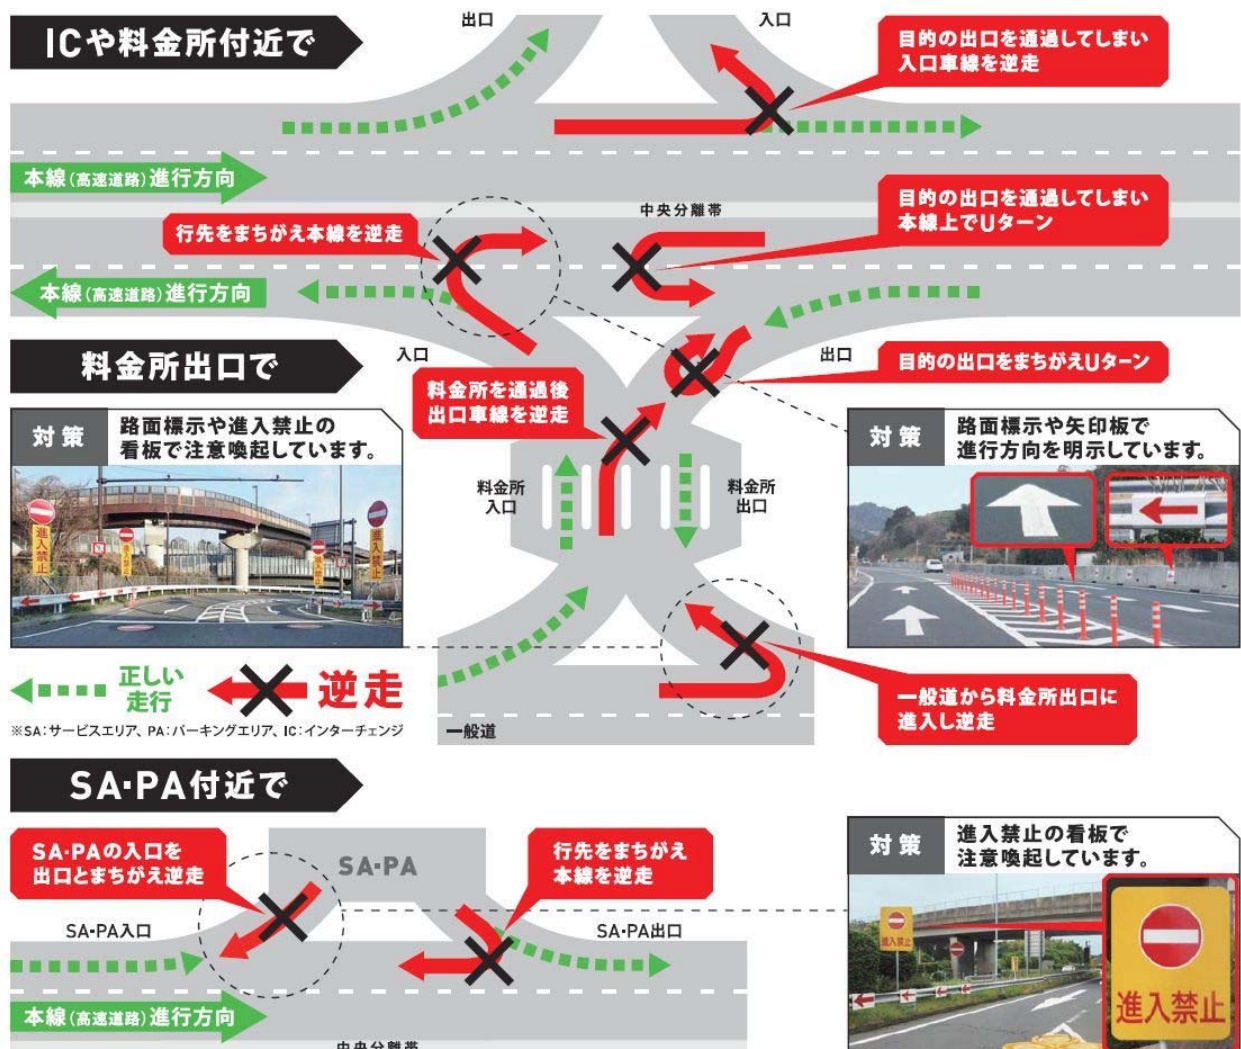 ICや料金所付近で
出口
入口
目的の出口を通過してしまい
入口車線を逆走
本線(高速道路)進行方向
中央分離帯
目的の出口を通過してしまい
本線上でUターン
行先をまちがえ本線を逆走
本線(高速道路)進行方向
入口
出口
目的の出口をまちがえUターン
料金所を通過後
出口車線を逆走
料金所出口で
対策
路面標示や進入禁止の
看板で注意喚起しています。
進入禁止
進入禁止
進入禁止
進入禁止
料金所
入口
料金所
出口
対策
路面標示や矢印板で
進行方向を明示しています。
正しい
走行
逆走
※SA:サービスエリア、PA:パーキングエリア、IC:インターチェンジ
一般道
一般道から料金所出口に
進入し逆走
SA・PA付近で
SA・PAの入口を
出口とまちがえ逆走
SA・PA
行先をまちがえ
本線を逆走
SA・PA入口
SA・PA出口
本線(高速道路)進行方向
中央分離帯
対策
進入禁止の看板で
注意喚起しています。
進入禁止
進入禁止